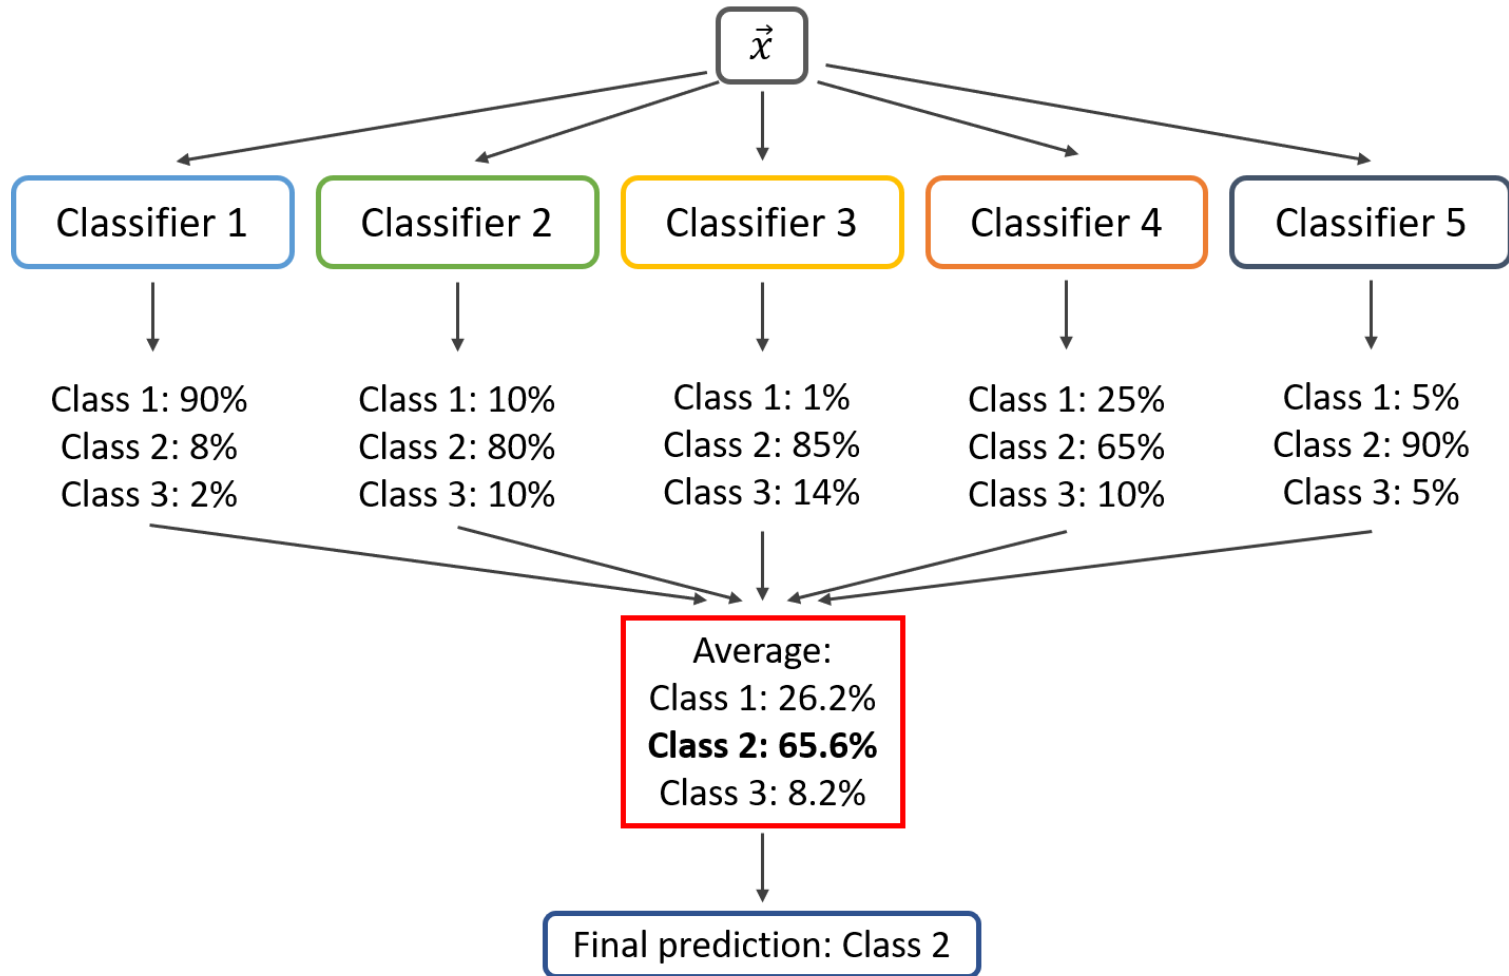 x⃗
Classifier 1
Classifier 2
Classifier 3
Classifier 4
Classifier 5
Class 1: 90%
Class 2: 8%
Class 3: 2%
Class 1: 10%
Class 2: 80%
Class 3: 10%
Class 1: 1%
Class 2: 85%
Class 3: 14%
Class 1: 25%
Class 2: 65%
Class 3: 10%
Class 1: 5%
Class 2: 90%
Class 3: 5%
Average:
Class 1: 26.2%
Class 2: 65.6%
Class 3: 8.2%
Final prediction: Class 2